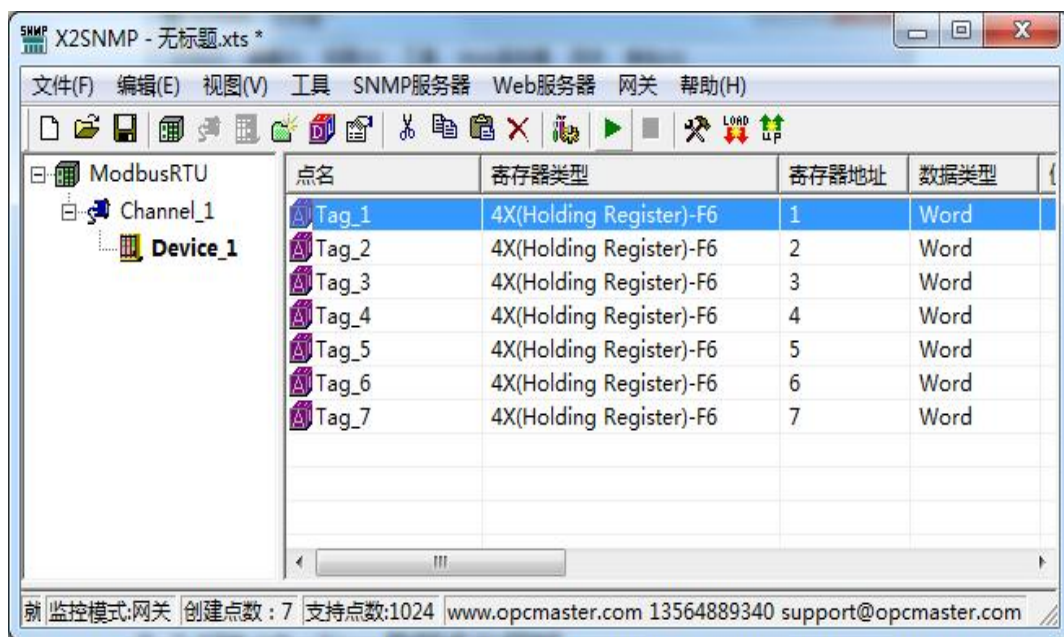 SNMP X2SNMP - 无标题.xts *
文件(F) 编辑(E) 视图(V) 工具 SNMP服务器 Web服务器 网关 帮助(H)
D LOAD UP
ModbusRTU
Channel_1
Device_1
点名 寄存器类型 寄存器地址 数据类型
Tag_1 4X(Holding Register)-F6 1 Word
Tag_2 4X(Holding Register)-F6 2 Word
Tag_3 4X(Holding Register)-F6 3 Word
Tag_4 4X(Holding Register)-F6 4 Word
Tag_5 4X(Holding Register)-F6 5 Word
Tag_6 4X(Holding Register)-F6 6 Word
Tag_7 4X(Holding Register)-F6 7 Word
就 监控模式:网关 创建点数:7 支持点数:1024 www.opcmaster.com 13564889340 support@opcmaster.com